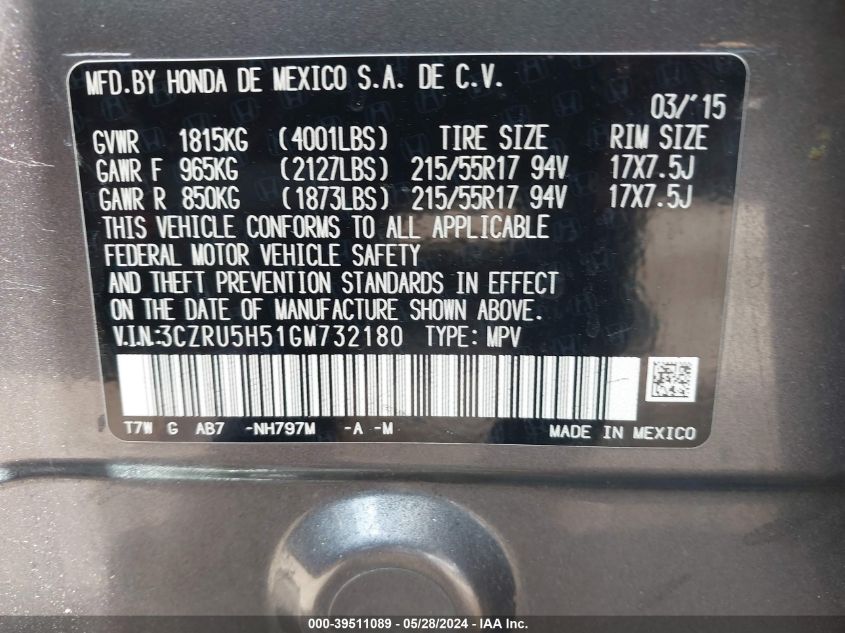 MFD.BY HONDA DE MEXICO S.A. DE C.V.
03/'15
GVWR 1815KG (4001LBS) TIRE SIZE RIM SIZE
GAWR F 965KG (2127LBS) 215/55R17 94V 17X7.5J
GAWR R 850KG (1873LBS) 215/55R17 94V 17X7.5J
THIS VEHICLE CONFORMS TO ALL APPLICABLE
FEDERAL MOTOR VEHICLE SAFETY
AND THEFT PREVENTION STANDARDS IN EFFECT
ON THE DATE OF MANUFACTURE SHOWN ABOVE.
V.I.N.:3CZRU5H51GM732180 TYPE: MPV
T7W G AB7 -NH797M -A -M MADE IN MEXICO
000-39511089 - 05/28/2024 - IAA Inc.